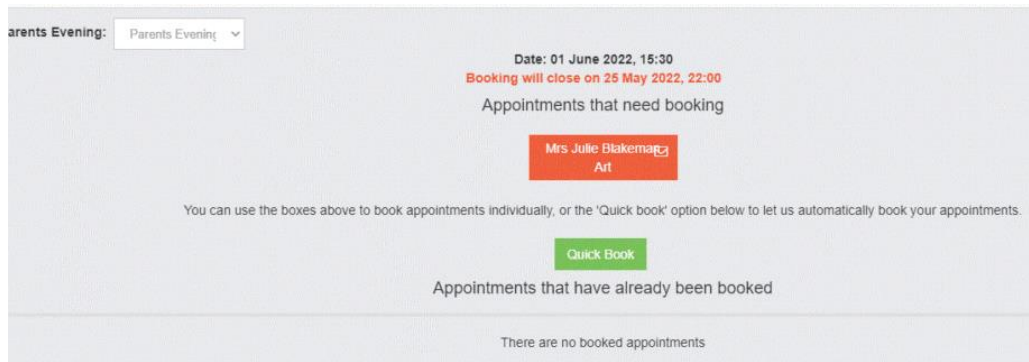 arents Evening: Parents Evening
Date: 01 June 2022, 15:30
Booking will close on 25 May 2022, 22:00
Appointments that need booking
Mrs Julie Blakeman
Art
You can use the boxes above to book appointments individually, or the 'Quick book' option below to let us automatically book your appointments.
Quick Book
Appointments that have already been booked
There are no booked appointments